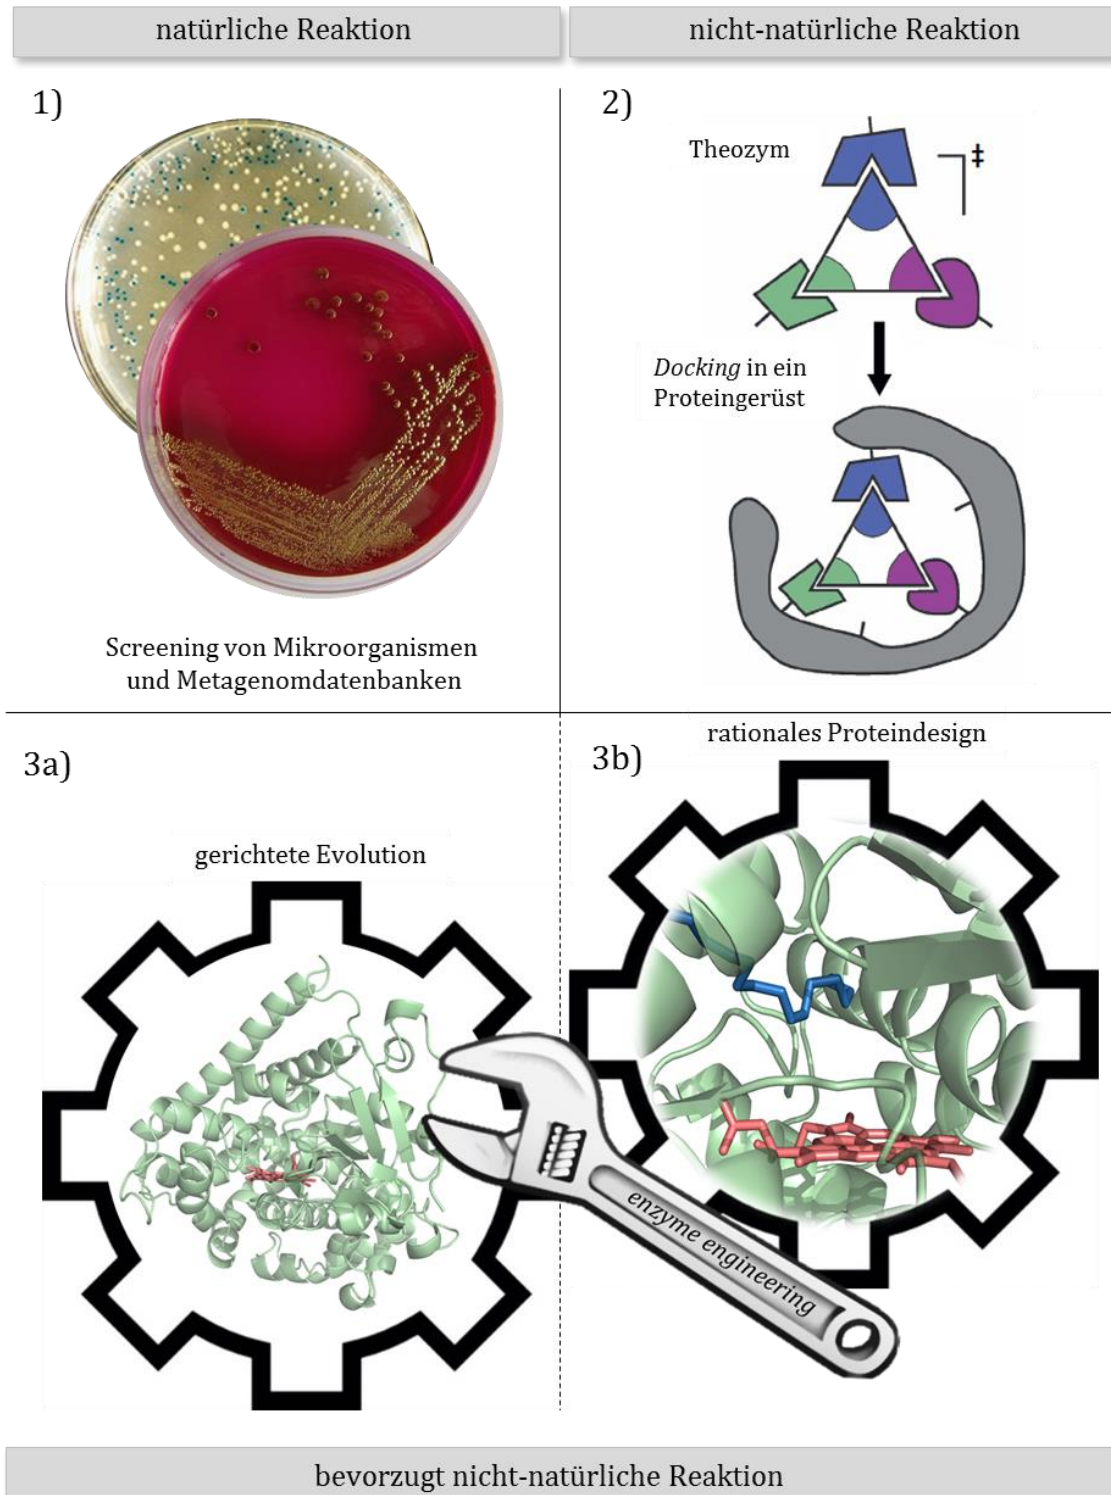 natürliche Reaktion
nicht-natürliche Reaktion
1)
Screening von Mikroorganismen
und Metagenomdatenbanken
2)
Theozym
‡
Docking in ein
Proteingerüst
3a)
gerichtete Evolution
3b)
rationales Proteindesign
enzyme engineering
bevorzugt nicht-natürliche Reaktion